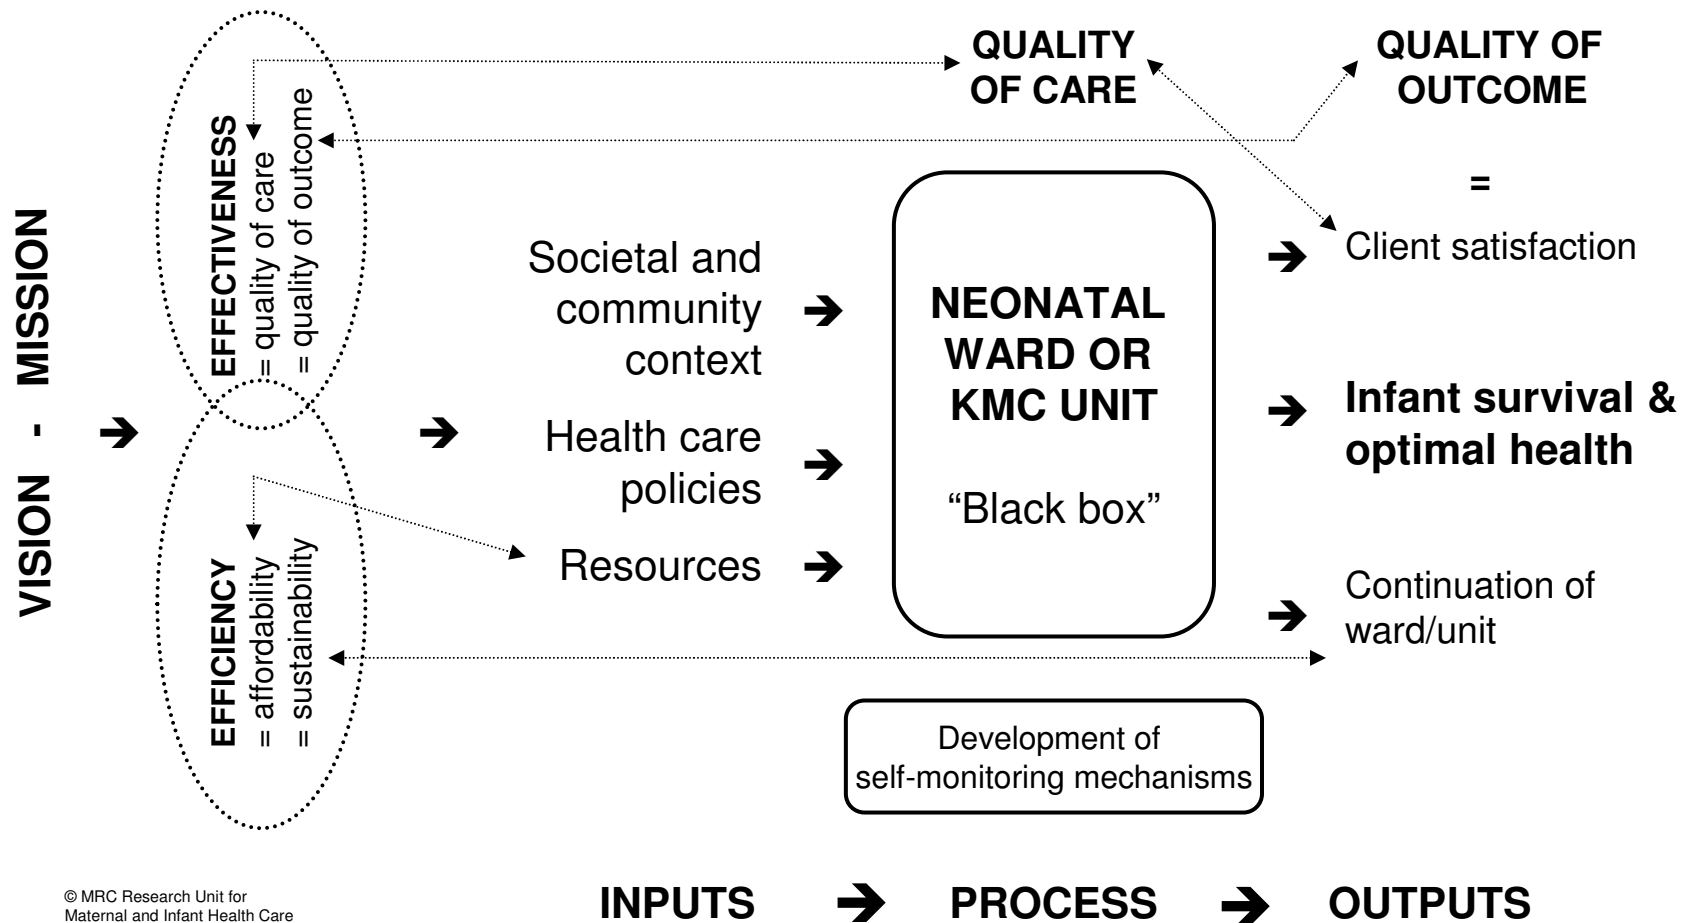 VISION - MISSION
EFFECTIVENESS
= quality of care
= quality of outcome
EFFICIENCY
= affordability
= sustainability
Societal and
community
context
Health care
policies
Resources
QUALITY
OF CARE
NEONATAL
WARD OR
KMC UNIT
“Black box”
Development of
self-monitoring mechanisms
QUALITY OF
OUTCOME
=
Client satisfaction
Infant survival &
optimal health
Continuation of
ward/unit
INPUTS ➔ PROCESS ➔ OUTPUTS
© MRC Research Unit for
Maternal and Infant Health Care